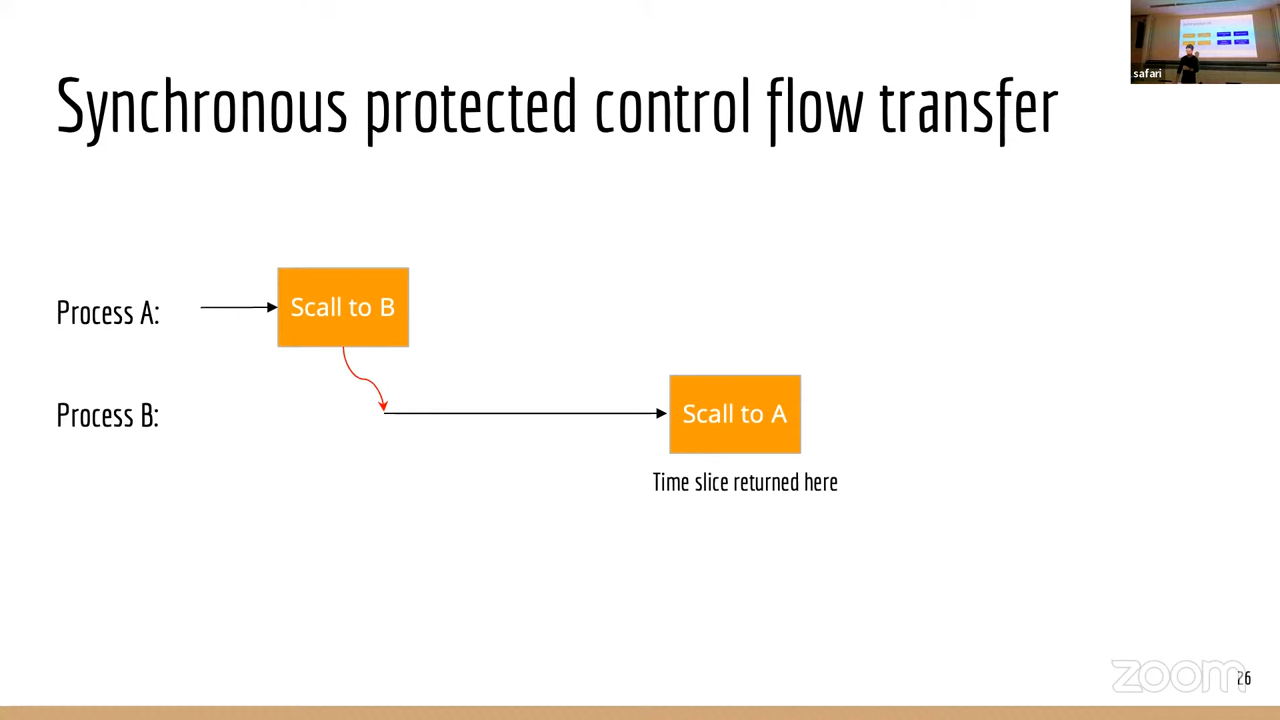 Synchronous protected control flow transfer
safari
Process A:
Scall to B
Process B:
Scall to A
Time slice returned here
zoom
26